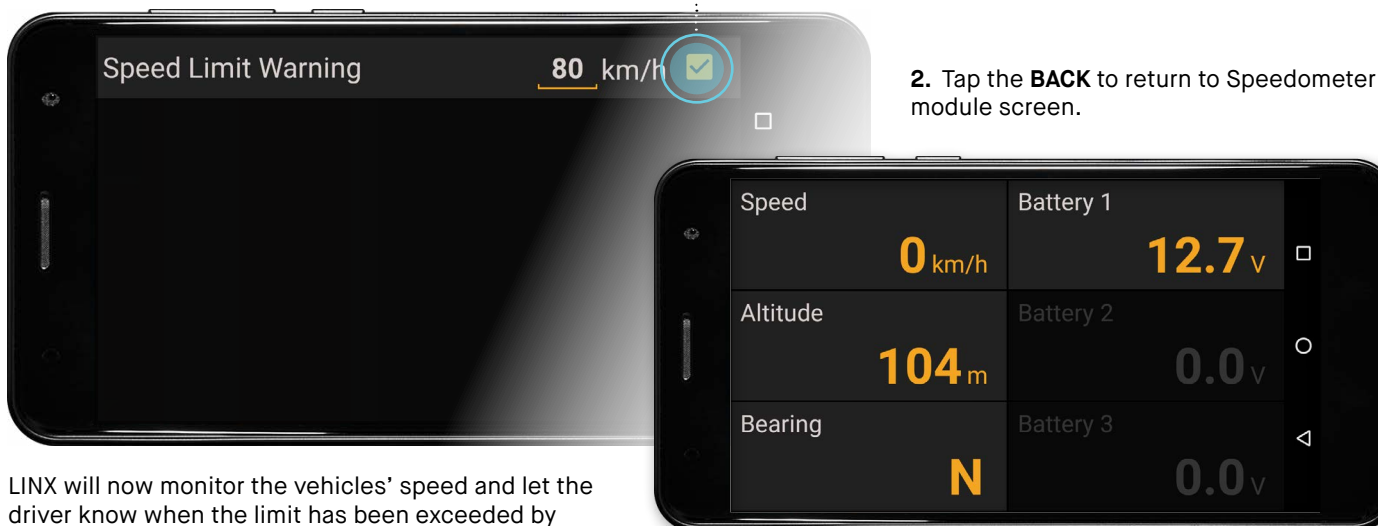 Speed Limit Warning 80 km/h
2. Tap the BACK to return to Speedometer
module screen.
Speed
0 km/h
Battery 1
12.7 V
Altitude
104 m
Battery 2
0.0 V
Bearing
N
Battery 3
0.0 V
LINX will now monitor the vehicles’ speed and let the
driver know when the limit has been exceeded by